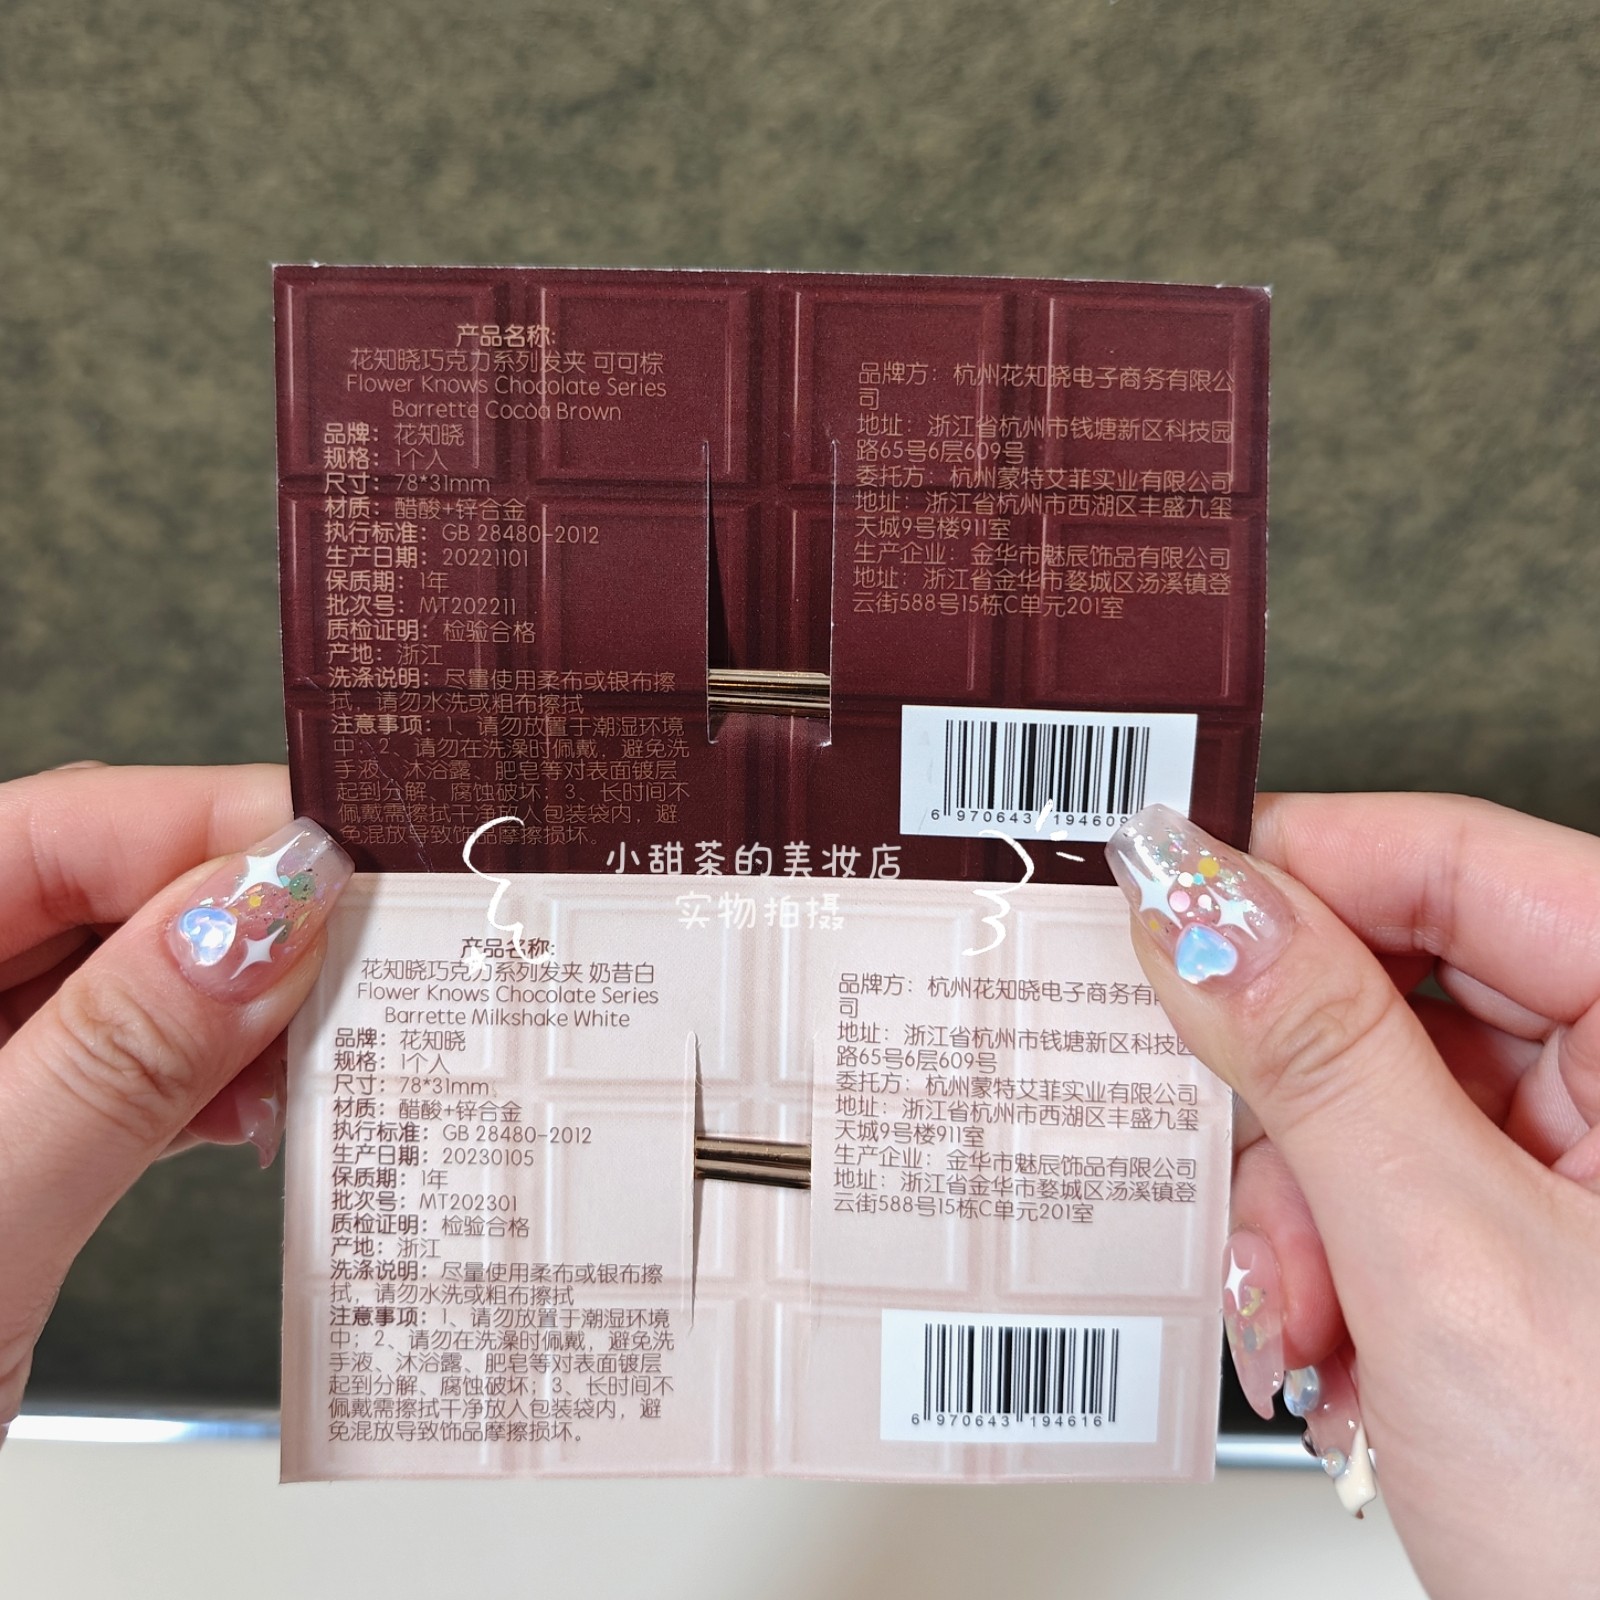 产品名称:
花知晓巧克力系列发夹 可可棕
Flower Knows Chocolate Series
Barrette Cocoa Brown
品牌：花知晓
规格：1个入
尺寸：78*31mm
材质：醋酸+锌合金
执行标准：GB 28480-2012
生产日期：20221101
保质期：1年
批次号：MT202211
质检证明：检验合格
产地：浙江
洗涤说明：尽量使用柔布或银布擦
拭，请勿水洗或粗布擦拭
注意事项：1、请勿放置于潮湿环境
中；2、请勿在洗澡时佩戴，避免洗
手液、沐浴露、肥皂等对表面镀层
起到分解、腐蚀破坏；3、长时间不
佩戴需擦拭干净放入包装袋内，避
免混放导致饰品摩擦损坏。
品牌方：杭州花知晓电子商务有限公
司
地址：浙江省杭州市钱塘新区科技园
路65号6层609号
委托方：杭州蒙特艾菲实业有限公司
地址：浙江省杭州市西湖区丰盛九玺
天城9号楼911室
生产企业：金华市魅辰饰品有限公司
地址：浙江省金华市婺城区汤溪镇登
云街588号15栋C单元201室
6 970643 194609
小甜茶的美妆店
实物拍摄
产品名称:
花知晓巧克力系列发夹 奶昔白
Flower Knows Chocolate Series
Barrette Milkshake White
品牌：花知晓
规格：1个入
尺寸：78*31mm
材质：醋酸+锌合金
执行标准：GB 28480-2012
生产日期：20230105
保质期：1年
批次号：MT202301
质检证明：检验合格
产地：浙江
洗涤说明：尽量使用柔布或银布擦
拭，请勿水洗或粗布擦拭
注意事项：1、请勿放置于潮湿环境
中；2、请勿在洗澡时佩戴，避免洗
手液、沐浴露、肥皂等对表面镀层
起到分解、腐蚀破坏；3、长时间不
佩戴需擦拭干净放入包装袋内，避
免混放导致饰品摩擦损坏。
品牌方：杭州花知晓电子商务有
司
地址：浙江省杭州市钱塘新区科技园
路65号6层609号
委托方：杭州蒙特艾菲实业有限公司
地址：浙江省杭州市西湖区丰盛九玺
天城9号楼911室
生产企业：金华市魅辰饰品有限公司
地址：浙江省金华市婺城区汤溪镇登
云街588号15栋C单元201室
6 970643 194616